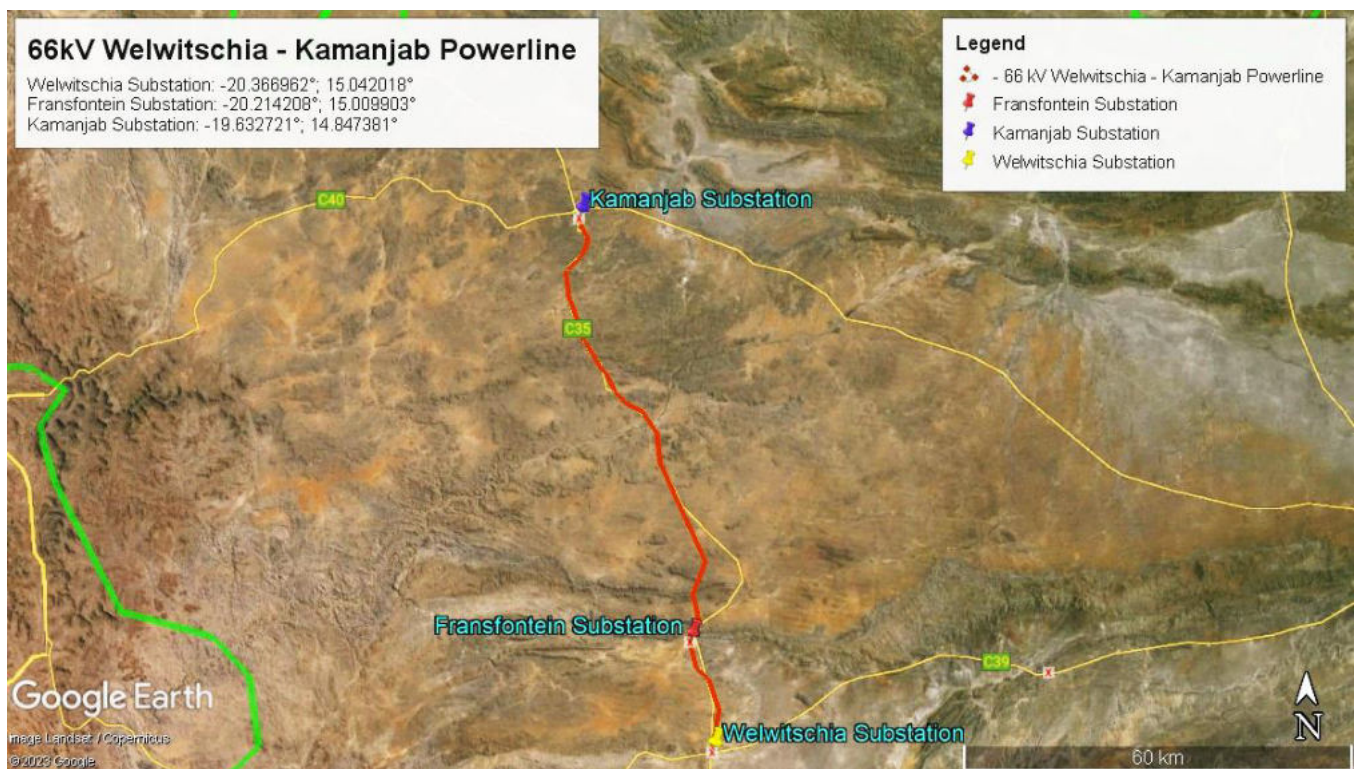 66kV Welwitschia - Kamanjab Powerline
Welwitschia Substation: -20.366962°; 15.042018°
Fransfontein Substation: -20.214208°; 15.009903°
Kamanjab Substation: -19.632721°; 14.847381°
Legend
- 66 kV Welwitschia - Kamanjab Powerline
Fransfontein Substation
Kamanjab Substation
Welwitschia Substation
C40
Kamanjab Substation
C35
Fransfontein Substation
C39
Google Earth
Welwitschia Substation
N
Image Landsat / Copernicus
60 km
©2023 Google